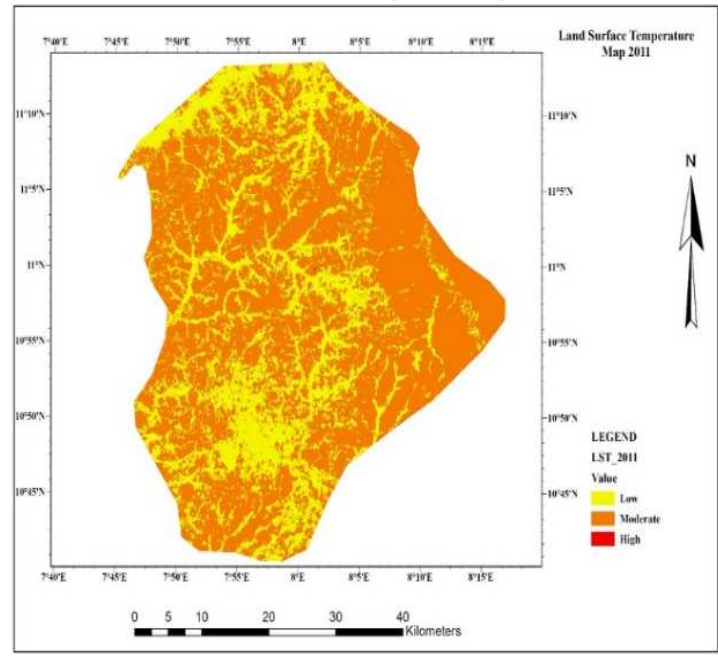 Land Surface Temperature
Map 2011
7°40'E 7°45'E 7°50'E 7°55'E 8°E 8°5'E 8°10'E 8°15'E
11°10'N 11°10'N
11°5'N 11°5'N
N
11°N 11°N
10°55'N 10°55'N
10°50'N 10°50'N
LEGEND
LST_2011
Value
10°45'N 10°45'N
Low
Moderate
High
7°40'E 7°45'E 7°50'E 7°55'E 8°E 8°5'E 8°10'E 8°15'E
0 5 10 20 30 40
Kilometers